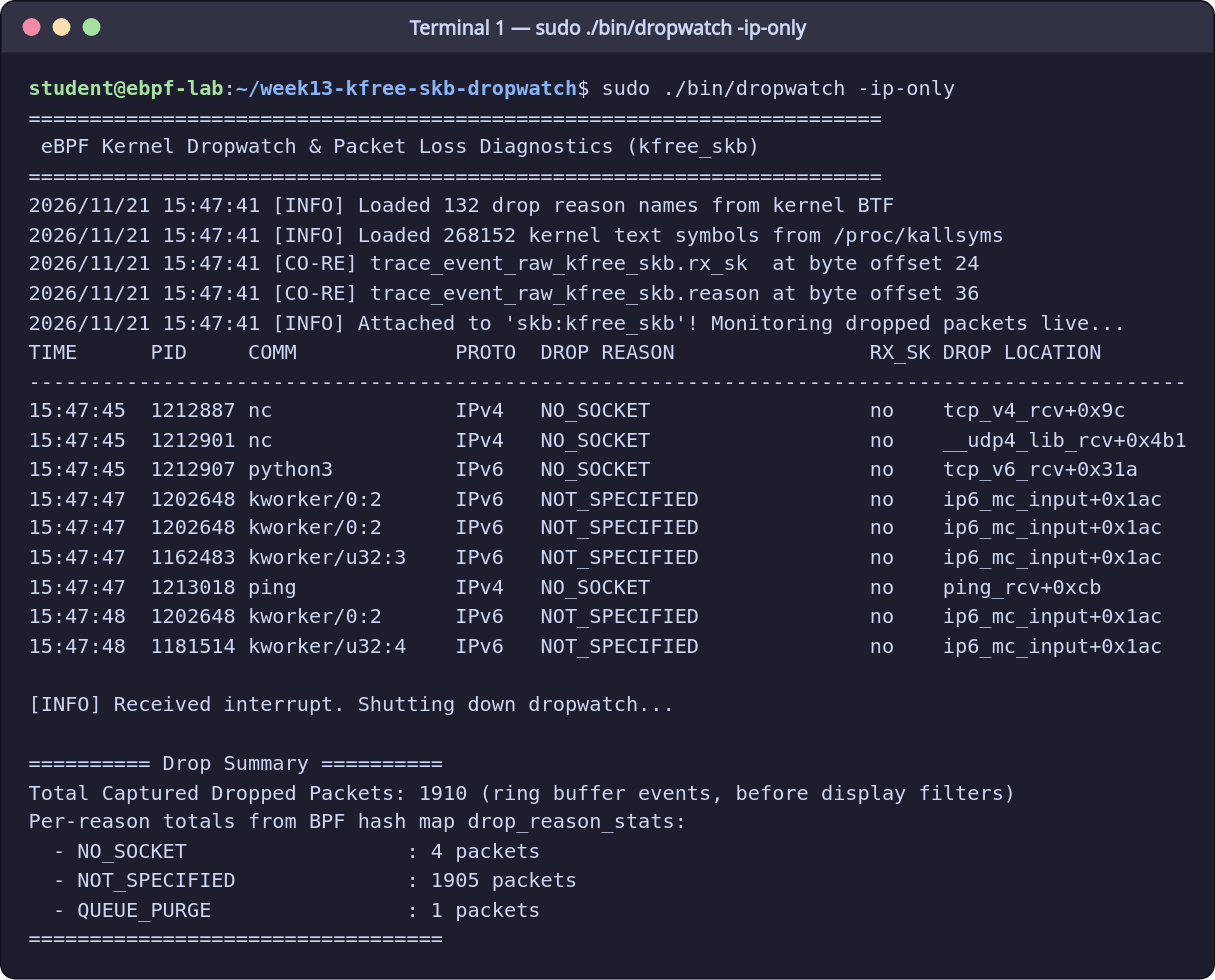 Terminal 1 — sudo ./bin/dropwatch -ip-only
student@ebpf-lab:~/week13-kfree-skb-dropwatch$ sudo ./bin/dropwatch -ip-only
======================================================================
 eBPF Kernel Dropwatch & Packet Loss Diagnostics (kfree_skb)
======================================================================
2026/11/21 15:47:41 [INFO] Loaded 132 drop reason names from kernel BTF
2026/11/21 15:47:41 [INFO] Loaded 268152 kernel text symbols from /proc/kallsyms
2026/11/21 15:47:41 [CO-RE] trace_event_raw_kfree_skb.rx_sk  at byte offset 24
2026/11/21 15:47:41 [CO-RE] trace_event_raw_kfree_skb.reason at byte offset 36
2026/11/21 15:47:41 [INFO] Attached to 'skb:kfree_skb'! Monitoring dropped packets live...
TIME      PID     COMM             PROTO  DROP REASON                RX_SK DROP LOCATION
-----------------------------------------------------------------------------------------------
15:47:45  1212887 nc               IPv4   NO_SOCKET                  no    tcp_v4_rcv+0x9c
15:47:45  1212901 nc               IPv4   NO_SOCKET                  no    __udp4_lib_rcv+0x4b1
15:47:45  1212907 python3          IPv6   NO_SOCKET                  no    tcp_v6_rcv+0x31a
15:47:47  1202648 kworker/0:2      IPv6   NOT_SPECIFIED              no    ip6_mc_input+0x1ac
15:47:47  1202648 kworker/0:2      IPv6   NOT_SPECIFIED              no    ip6_mc_input+0x1ac
15:47:47  1162483 kworker/u32:3    IPv6   NOT_SPECIFIED              no    ip6_mc_input+0x1ac
15:47:47  1213018 ping             IPv4   NO_SOCKET                  no    ping_rcv+0xcb
15:47:48  1202648 kworker/0:2      IPv6   NOT_SPECIFIED              no    ip6_mc_input+0x1ac
15:47:48  1181514 kworker/u32:4    IPv6   NOT_SPECIFIED              no    ip6_mc_input+0x1ac
[INFO] Received interrupt. Shutting down dropwatch...
========== Drop Summary ==========
Total Captured Dropped Packets: 1910 (ring buffer events, before display filters)
Per-reason totals from BPF hash map drop_reason_stats:
  - NO_SOCKET                  : 4 packets
  - NOT_SPECIFIED              : 1905 packets
  - QUEUE_PURGE                : 1 packets
==================================